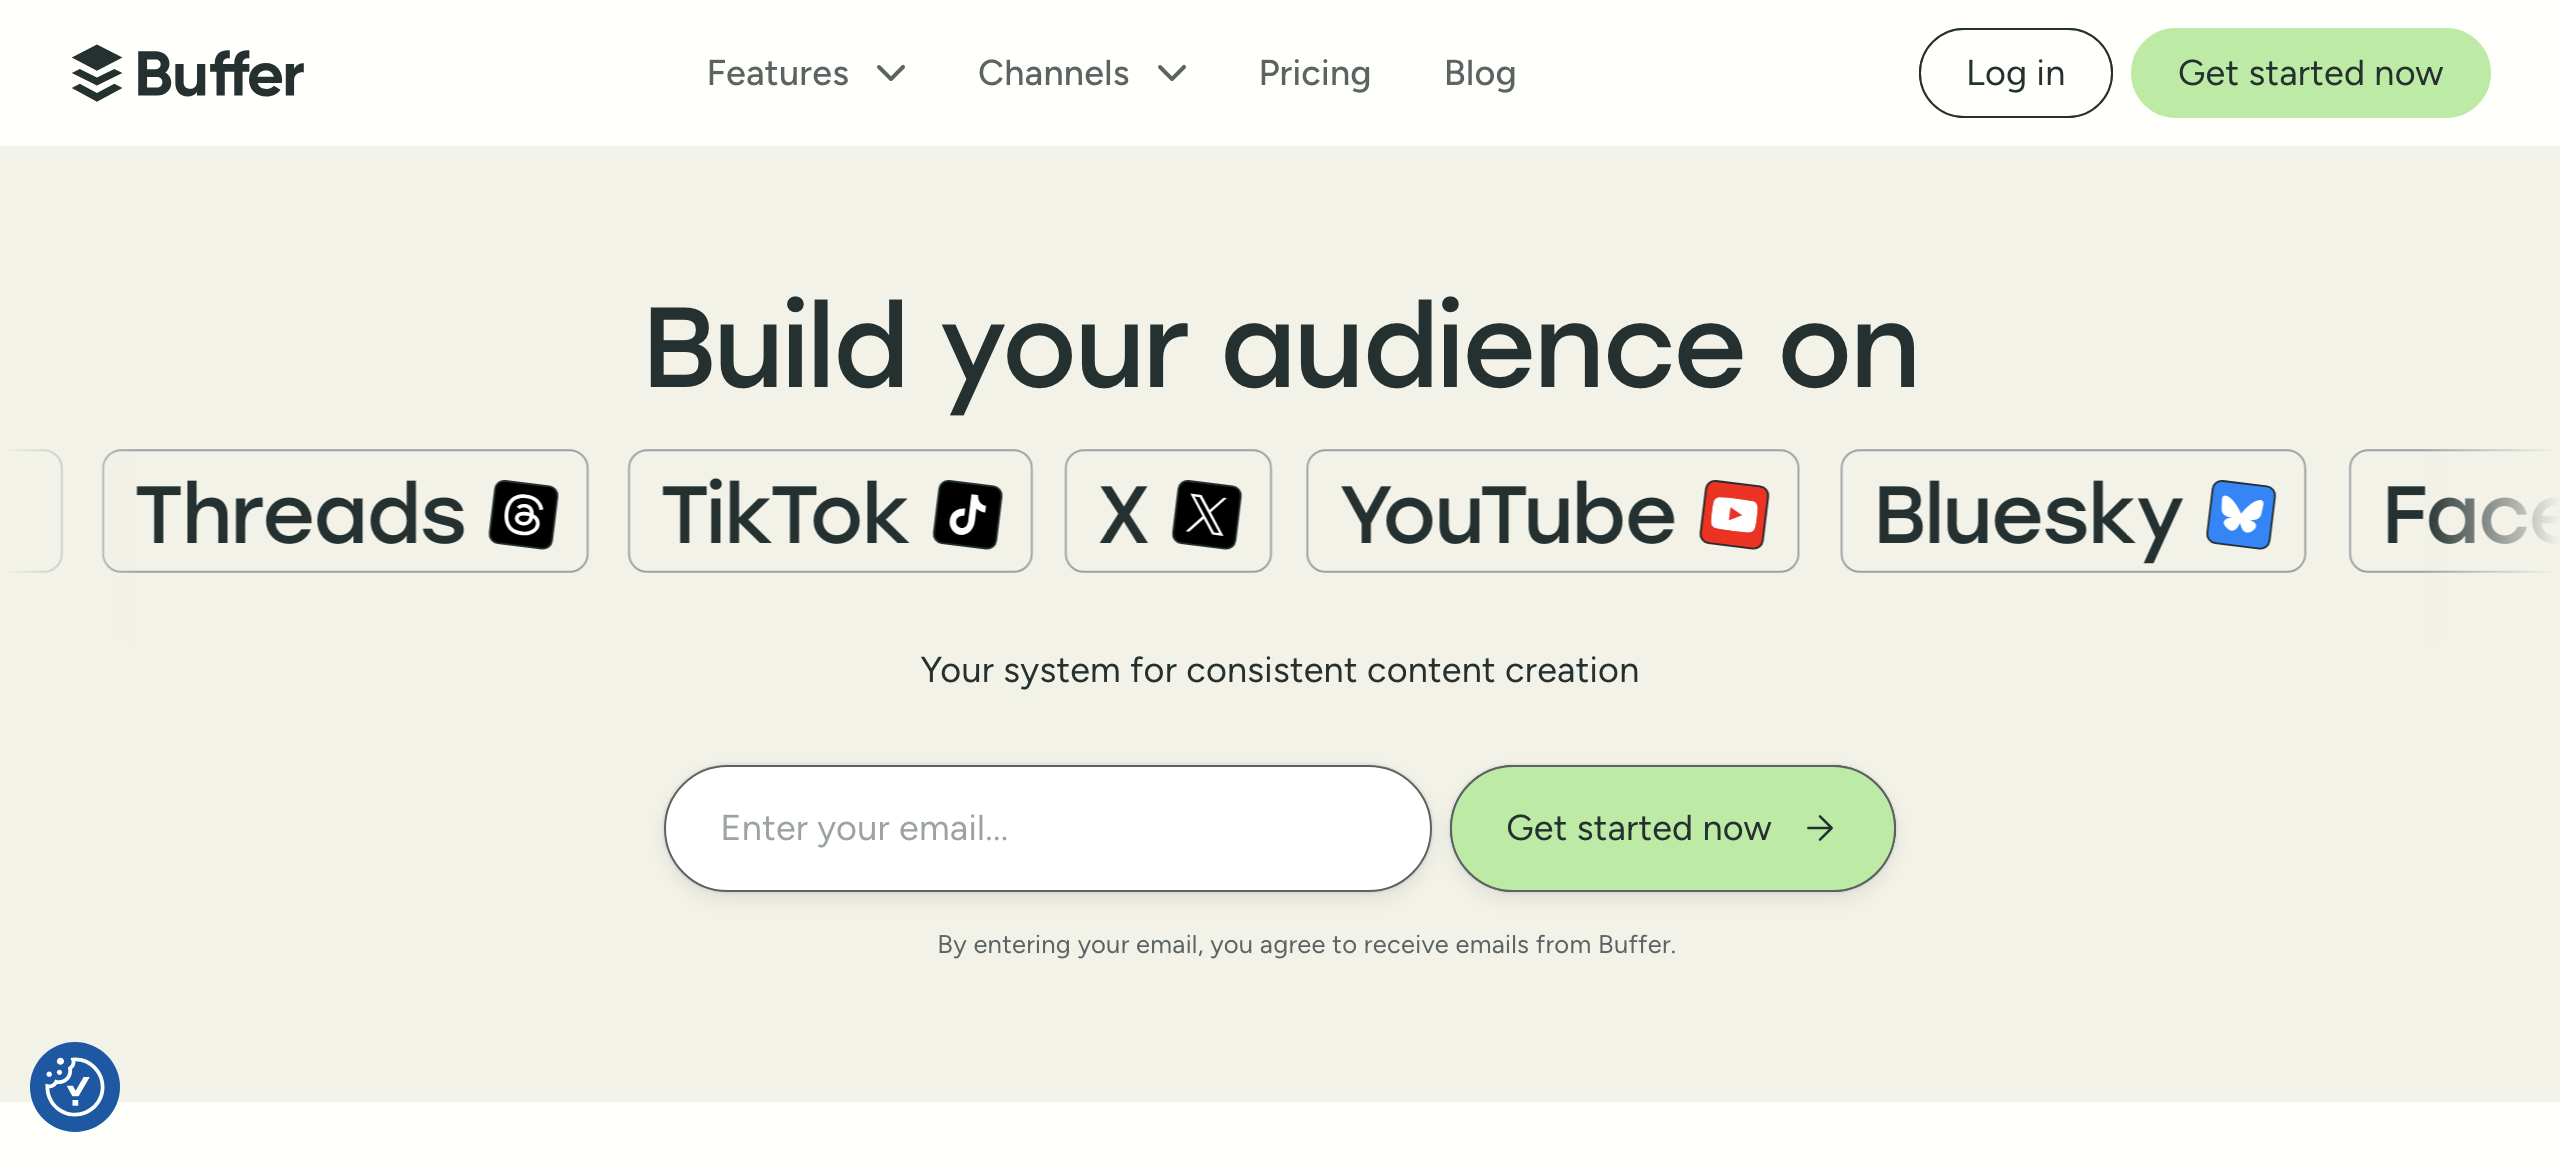 Buffer
Features Channels Pricing Blog Log in Get started now
Build your audience on
Threads TikTok X YouTube Bluesky Face
Your system for consistent content creation
Enter your email... Get started now
By entering your email, you agree to receive emails from Buffer.